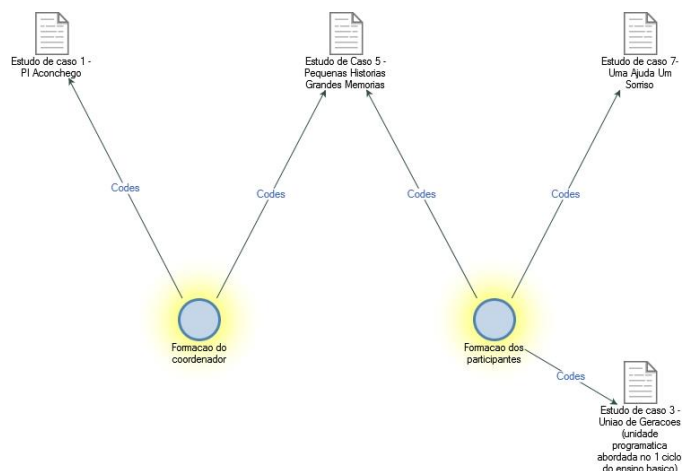 Estudo de caso 1 -
PI Aconchego
Estudo de Caso 5 -
Pequenas Historias
Grandes Memorias
Estudo de caso 7-
Uma Ajuda Um
Sorriso
Codes
Codes
Codes
Codes
Formacao do
coordenador
Formacao dos
participantes
Codes
Estudo de caso 3 -
Uniao de Geracoes
(unidade
programatica
abordada no 1 ciclo
do ensino basico)